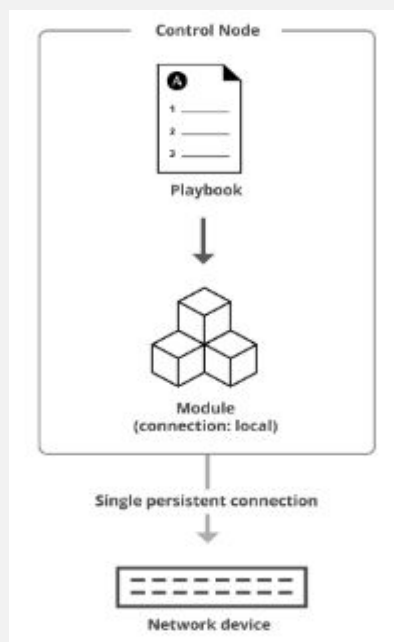 Control Node
A
1
2
3
Playbook
Module
(connection: local)
Single persistent connection
Network device